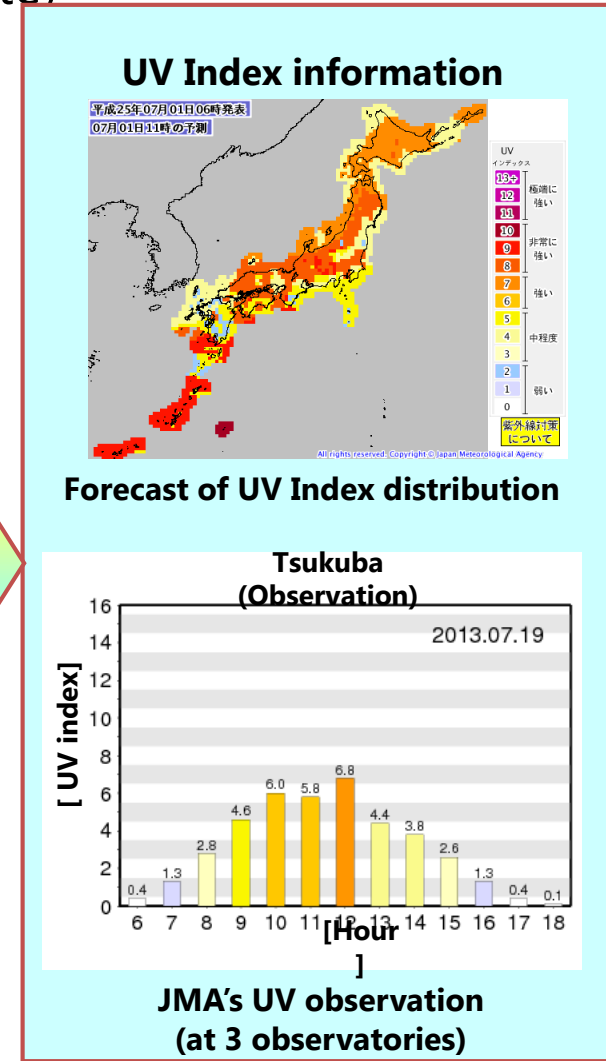 UV Index information
平成25年07月01日06時発表
07月01日11時の予測
UV
インデックス
13+
12
11
極端に
強い
10
9
8
非常に
強い
7
6
強い
5
4
3
中程度
2
1
0
弱い
紫外線対策
について
All rights reserved. Copyright © Japan Meteorological Agency
Forecast of UV Index distribution
Tsukuba
(Observation)
2013.07.19
[ UV index]
16
14
12
10
8
6
4
2
0
0.4 1.3 2.8 4.6 6.0 5.8 6.8 4.4 3.8 2.6 1.3 0.4 0.1
6 7 8 9 10 11 12 13 14 15 16 17 18
[Hour
]
JMA's UV observation
(at 3 observatories)